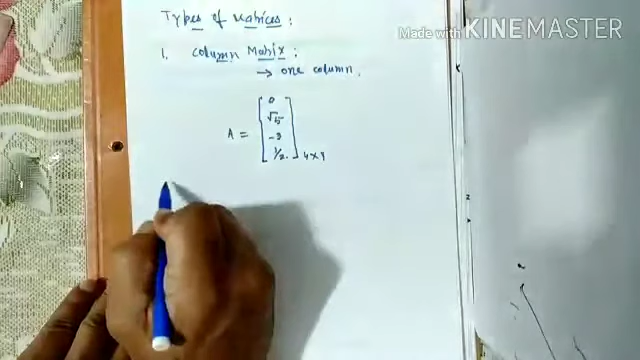 Made with KINEMASTER
Types of matrices :
1. column Matrix :
→ one column.
A = [ 0
√5
-3
1/2 ] 4×1